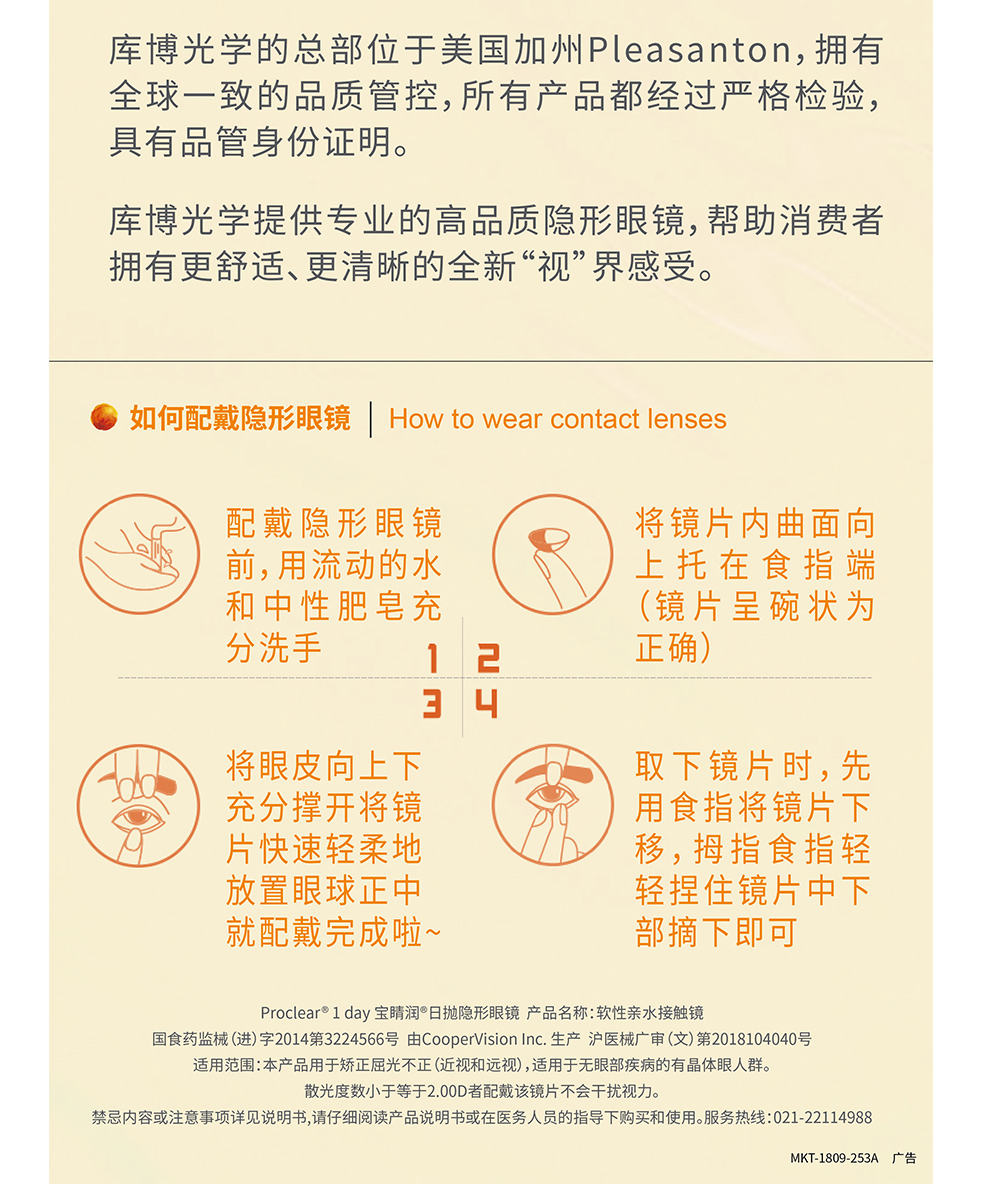 库博光学的总部位于美国加州Pleasanton，拥有
全球一致的品质管控，所有产品都经过严格检验，
具有品管身份证明。
库博光学提供专业的高品质隐形眼镜，帮助消费者
拥有更舒适、更清晰的全新“视”界感受。
如何配戴隐形眼镜 | How to wear contact lenses
配戴隐形眼镜
前，用流动的水
和中性肥皂充
分洗手
1
将镜片内曲面向
上托在食指端
（镜片呈碗状为
正确）
2
3
将眼皮向上下
充分撑开将镜
片快速轻柔地
放置眼球正中
就配戴完成啦~
4
取下镜片时，先
用食指将镜片下
移，拇指食指轻
轻捏住镜片中下
部摘下即可
Proclear® 1 day 宝睛润®日抛隐形眼镜 产品名称：软性亲水接触镜
国食药监械（进）字2014第3224566号 由CooperVision Inc. 生产 沪医械广审（文）第2018104040号
适用范围：本产品用于矫正屈光不正（近视和远视），适用于无眼部疾病的有晶体眼人群。
散光度数小于等于2.00D者配戴该镜片不会干扰视力。
禁忌内容或注意事项详见说明书,请仔细阅读产品说明书或在医务人员的指导下购买和使用。服务热线：021-22114988
MKT-1809-253A 广告